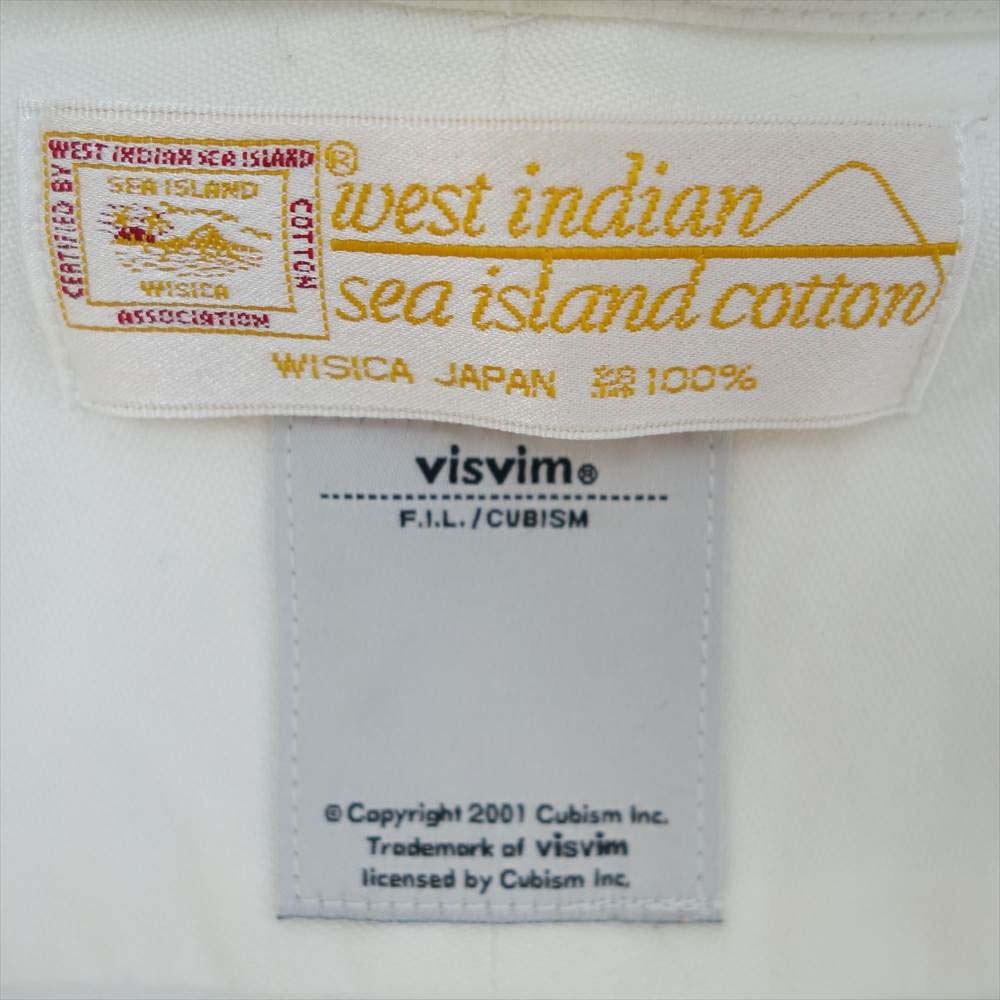 WEST INDIAN SEA ISLAND
COTTON
ASSOCIATION
CERTIFIED BY
SEA ISLAND
WISICA
® west indian
sea island cotton
WISICA JAPAN 綿100%
visvim®
F.I.L./CUBISM
© Copyright 2001 Cubism Inc.
Trademark of visvim
licensed by Cubism Inc.